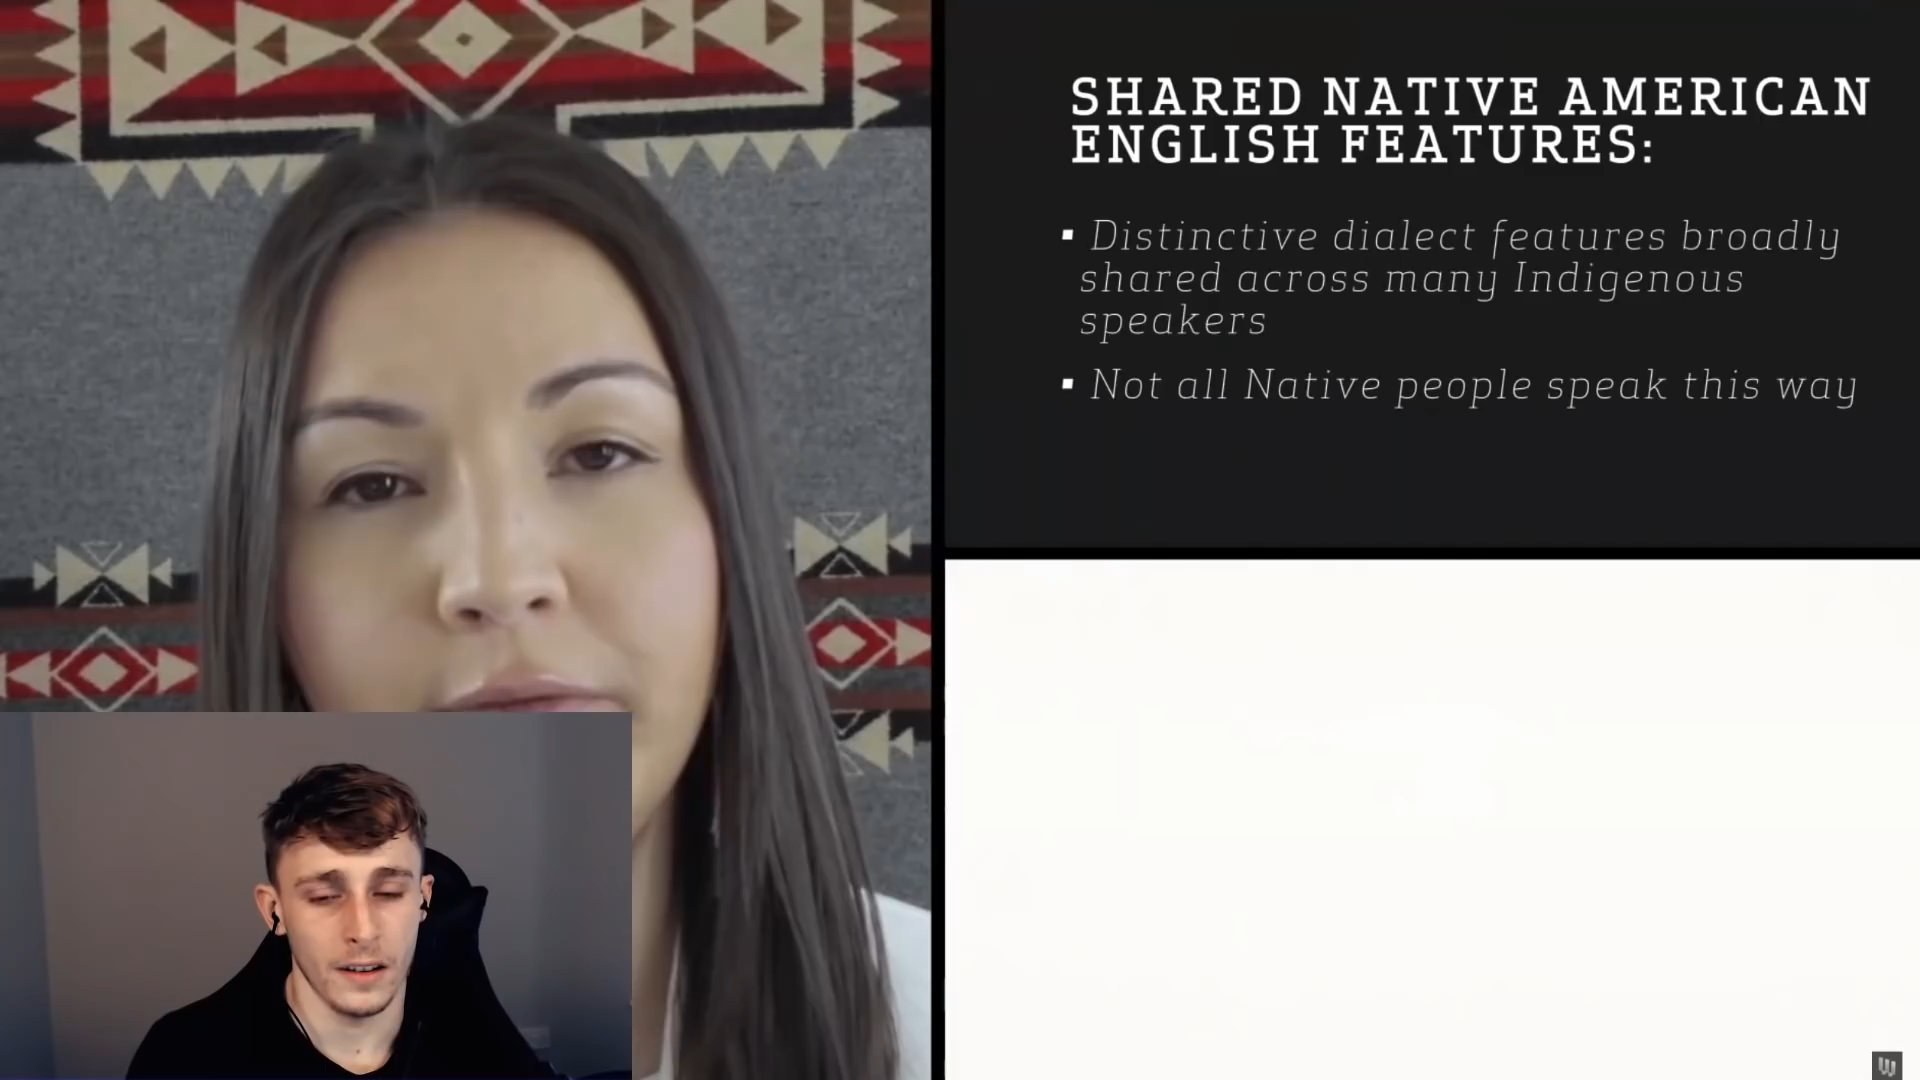 SHARED NATIVE AMERICAN
ENGLISH FEATURES:
▪ Distinctive dialect features broadly
shared across many Indigenous
speakers
▪ Not all Native people speak this way